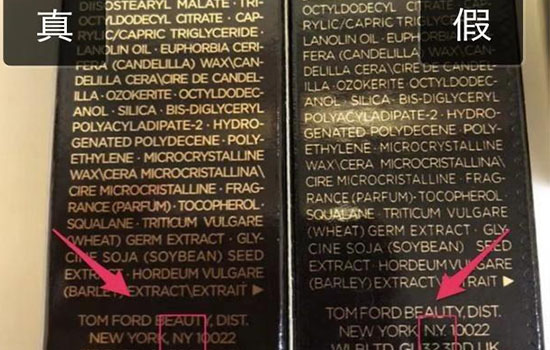 真
DIISOSTEARYL MALATE · TRI-
OCTYLDODECYL CITRATE · CAP-
RYLIC/CAPRIC TRIGLYCERIDE
LANOLIN OIL · EUPHORBIA CERI-
FERA (CANDELILLA) WAX\CAN-
DELILLA CERA\CIRE DE CANDEL-
ILLA · OZOKERITE · OCTYLDODEC-
ANOL · SILICA · BIS-DIGLYCERYL
POLYACYLADIPATE-2 · HYDRO-
GENATED POLYDECENE · POLY-
ETHYLENE · MICROCRYSTALLINE
WAX\CERA MICROCRISTALLINA\
CIRE MICROCRISTALLINE · FRAG-
RANCE (PARFUM) · TOCOPHEROL ·
SQUALANE · TRITICUM VULGARE
(WHEAT) GERM EXTRACT · GLY-
CINE SOJA (SOYBEAN) SEED
EXTRACT · HORDEUM VULGARE
(BARLEY) EXTRACT\EXTRAIT ▶
TOM FORD BEAUTY, DIST.
NEW YORK, NY 10022
假
OCTYLDODECYL CITRATE · CAP-
RYLIC/CAPRIC TRIGLYCERIDE
LANOLIN OIL · EUPHORBIA CERI-
FERA (CANDELILLA) WAX\CAN-
DELILLA CERA\CIRE DE CANDEL-
ILLA · OZOKERITE · OCTYLDODEC-
ANOL · SILICA · BIS-DIGLYCERYL
POLYACYLADIPATE-2 · HYDRO-
GENATED POLYDECENE · POLY-
ETHYLENE · MICROCRYSTALLINE
WAX\CERA MICROCRISTALLINA\
CIRE MICROCRISTALLINE · FRAG-
RANCE (PARFUM) · TOCOPHEROL ·
SQUALANE · TRITICUM VULGARE
(WHEAT) GERM EXTRACT · GLY-
CINE SOJA (SOYBEAN) SEED
EXTRACT · HORDEUM VULGARE
(BARLEY) EXTRACT\EXTRAIT ▶
TOM FORD BEAUTY, DIST.
NEW YORK, N.Y. 10022